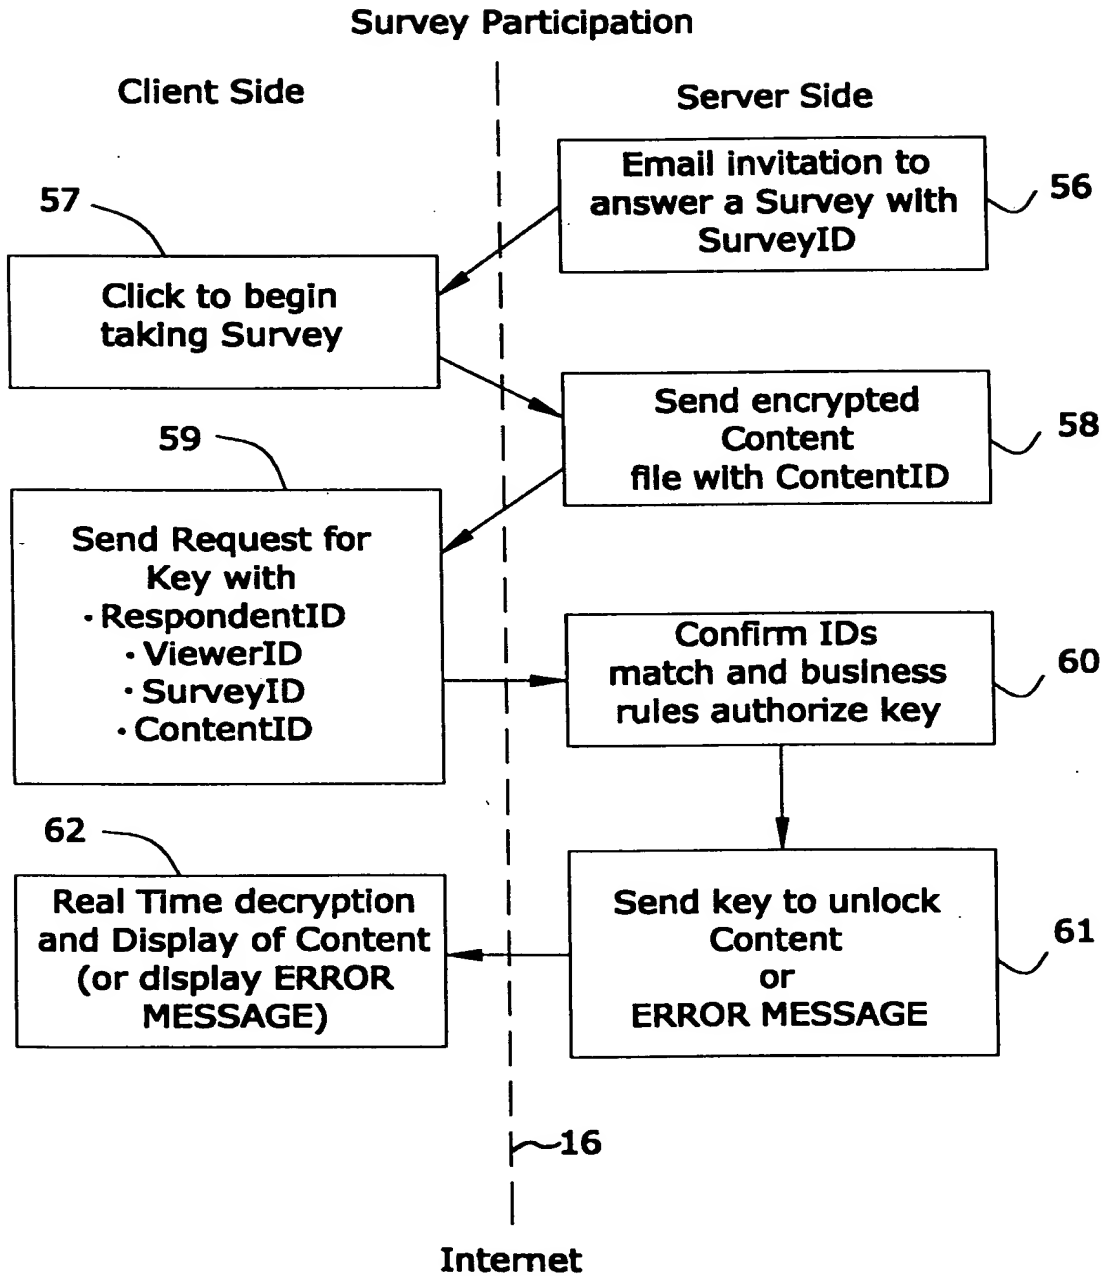 Survey Participation
Client Side
Server Side
Email invitation to
answer a Survey with
SurveyID
56
57
Click to begin
taking Survey
Send encrypted
Content
file with ContentID
58
59
Send Request for
Key with
· RespondentID
· ViewerID
· SurveyID
· ContentID
Confirm IDs
match and business
rules authorize key
60
62
Real Time decryption
and Display of Content
(or display ERROR
MESSAGE)
Send key to unlock
Content
or
ERROR MESSAGE
61
16
Internet